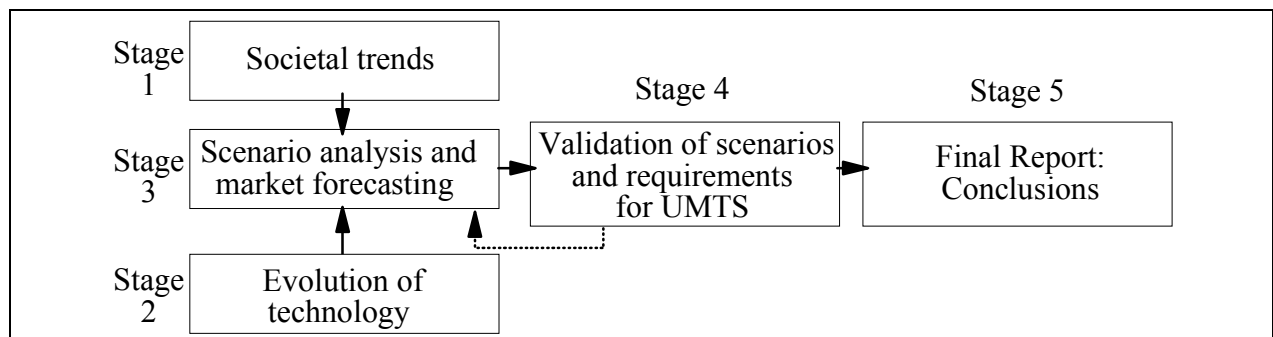 Stage
1
Societal trends
Stage
3
Scenario analysis and
market forecasting
Stage
2
Evolution of
technology
Stage 4
Validation of scenarios
and requirements
for UMTS
Stage 5
Final Report:
Conclusions